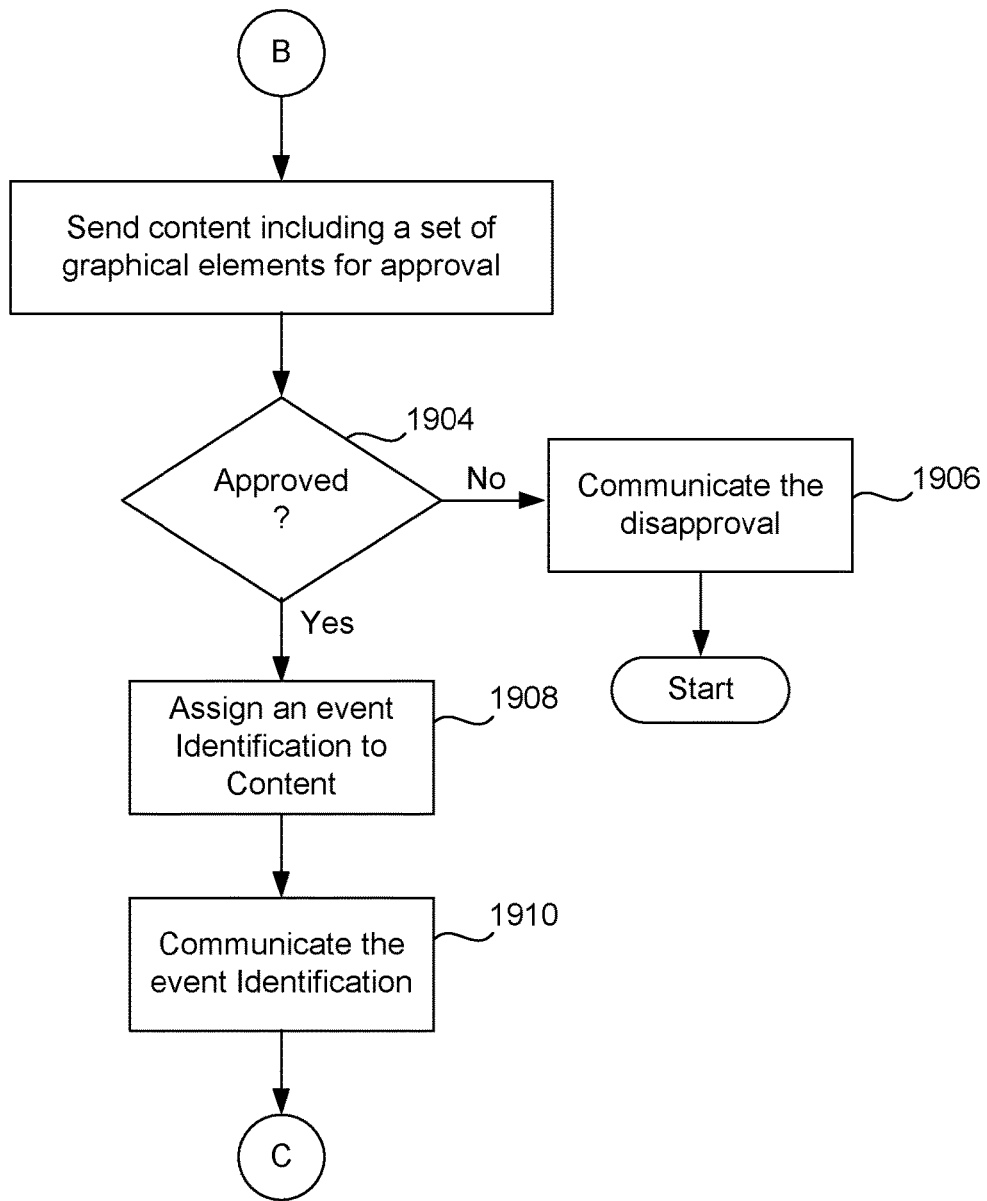 B
Send content including a set of
graphical elements for approval
1904
Approved
?
No
Communicate the
disapproval
1906
Yes
Start
Assign an event
Identification to
Content
1908
Communicate the
event Identification
1910
C